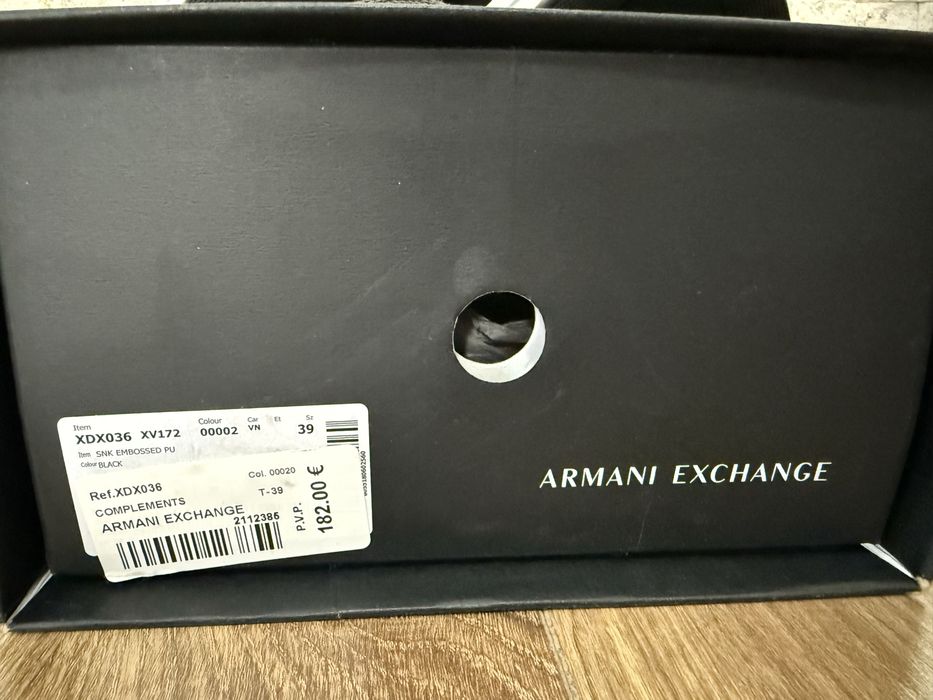 Item Colour Car Et Sz
XDX036 XV172 00002 VN 39
Item SNK EMBOSSED PU
Colour BLACK
Ref.XDX036 Col. 00020
COMPLEMENTS T-39
ARMANI EXCHANGE
2112386
P.V.P. 182.00 €
ARMANI EXCHANGE